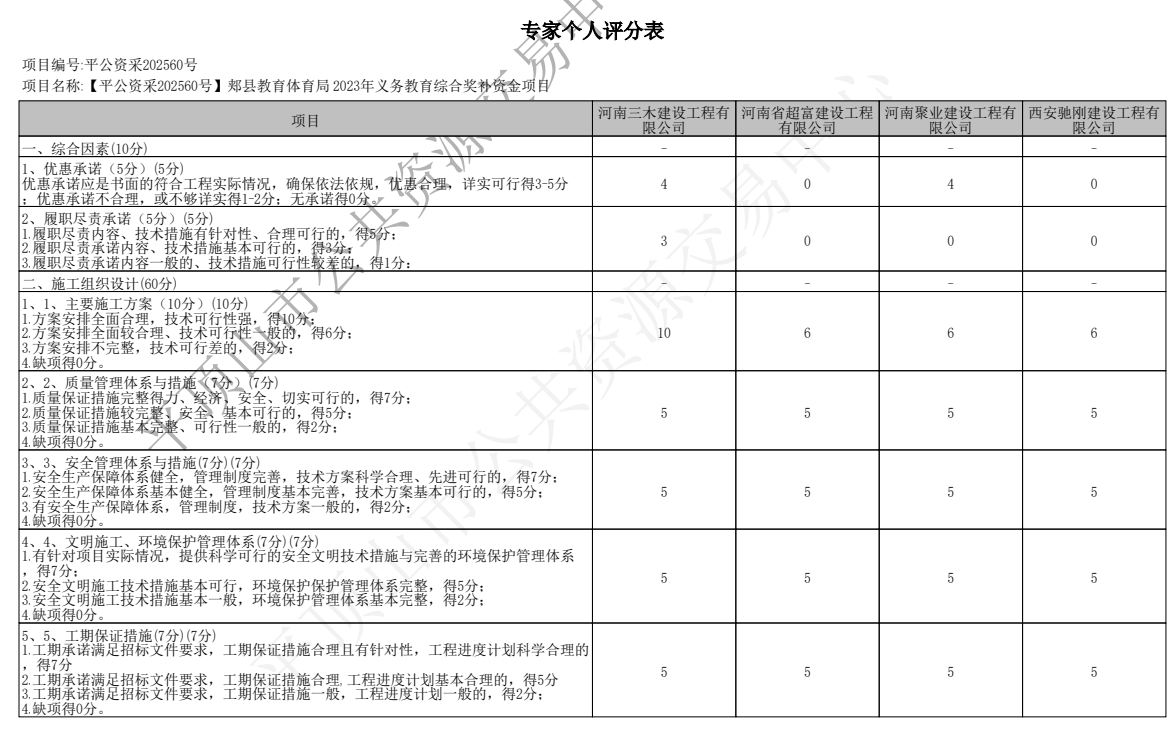 专家个人评分表
项目编号:平公资采202560号
项目名称:【平公资采202560号】郏县教育体育局2023年义务教育综合奖补资金项目
项目 河南三木建设工程有限公司 河南省超富建设工程有限公司 河南聚业建设工程有限公司 西安驰刚建设工程有限公司
一、综合因素(10分) - - - -
1、优惠承诺（5分）(5分)
优惠承诺应是书面的符合工程实际情况，确保依法依规，优惠合理，详实可行得3-5分
；优惠承诺不合理，或不够详实得1-2分；无承诺得0分。
4 0 4 0
2、履职尽责承诺（5分）(5分)
1.履职尽责内容、技术措施有针对性、合理可行的，得5分；
2.履职尽责承诺内容、技术措施基本可行的，得3分；
3.履职尽责承诺内容一般的、技术措施可行性较差的，得1分；
3 0 0 0
二、施工组织设计(60分) - - - -
1、1、主要施工方案（10分）(10分)
1.方案安排全面合理，技术可行性强，得10分；
2.方案安排全面较合理、技术可行性一般的，得6分；
3.方案安排不完整，技术可行差的，得2分；
4.缺项得0分。
10 6 6 6
2、2、质量管理体系与措施（7分）(7分)
1.质量保证措施完整得力、经济、安全、切实可行的，得7分；
2.质量保证措施较完整、安全、基本可行的，得5分；
3.质量保证措施基本完整、可行性一般的，得2分；
4.缺项得0分。
5 5 5 5
3、3、安全管理体系与措施(7分)(7分)
1.安全生产保障体系健全，管理制度完善，技术方案科学合理、先进可行的，得7分；
2.安全生产保障体系基本健全，管理制度基本完善，技术方案基本可行的，得5分；
3.有安全生产保障体系，管理制度，技术方案一般的，得2分；
4.缺项得0分。
5 5 5 5
4、4、文明施工、环境保护管理体系(7分)(7分)
1.有针对项目实际情况，提供科学可行的安全文明技术措施与完善的环境保护管理体系
，得7分；
2.安全文明施工技术措施基本可行，环境保护保护管理体系完整，得5分；
3.安全文明施工技术措施基本一般，环境保护管理体系基本完整，得2分；
4.缺项得0分。
5 5 5 5
5、5、工期保证措施(7分)(7分)
1.工期承诺满足招标文件要求，工期保证措施合理且有针对性，工程进度计划科学合理的
，得7分
2.工期承诺满足招标文件要求，工期保证措施合理,工程进度计划基本合理的，得5分
3.工期承诺满足招标文件要求，工期保证措施一般，工程进度计划一般的，得2分；
4.缺项得0分。
5 5 5 5
平顶山市公共资源交易中
平顶山市公共资源交易中心